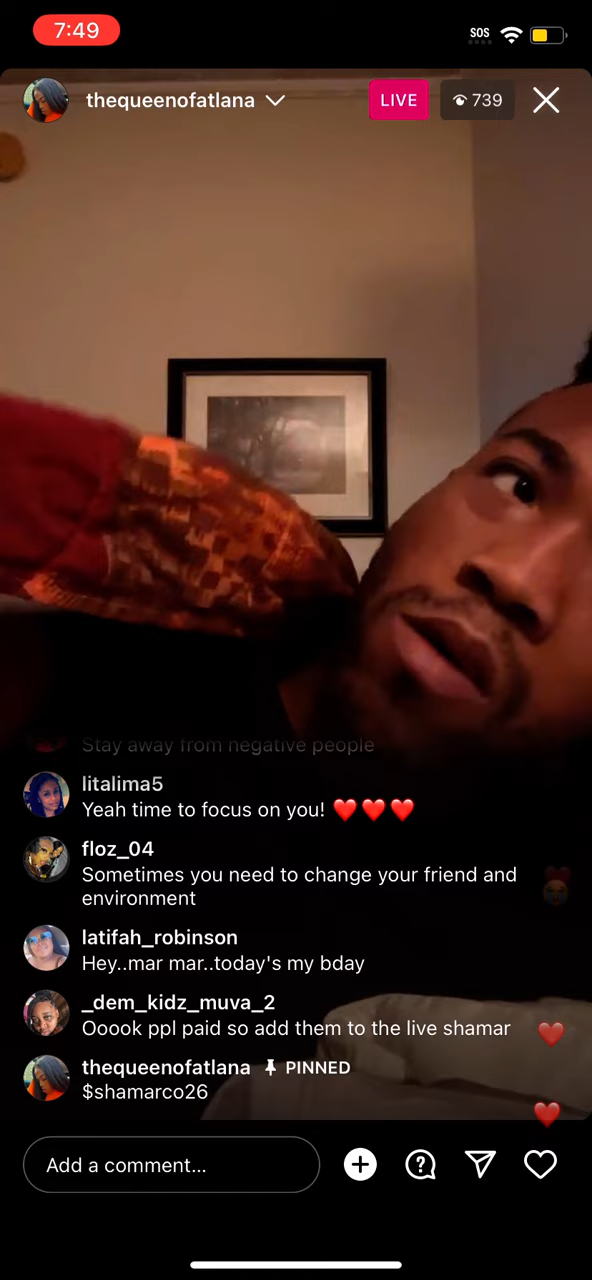 7:49
SOS
thequeenofatlana
LIVE
739
Stay away from negative people
litalima5
Yeah time to focus on you! ❤️❤️❤️
floz_04
Sometimes you need to change your friend and
environment
latifah_robinson
Hey..mar mar..today's my bday
_dem_kidz_muva_2
Ooook ppl paid so add them to the live shamar
thequeenofatlana PINNED
$shamarco26
Add a comment...